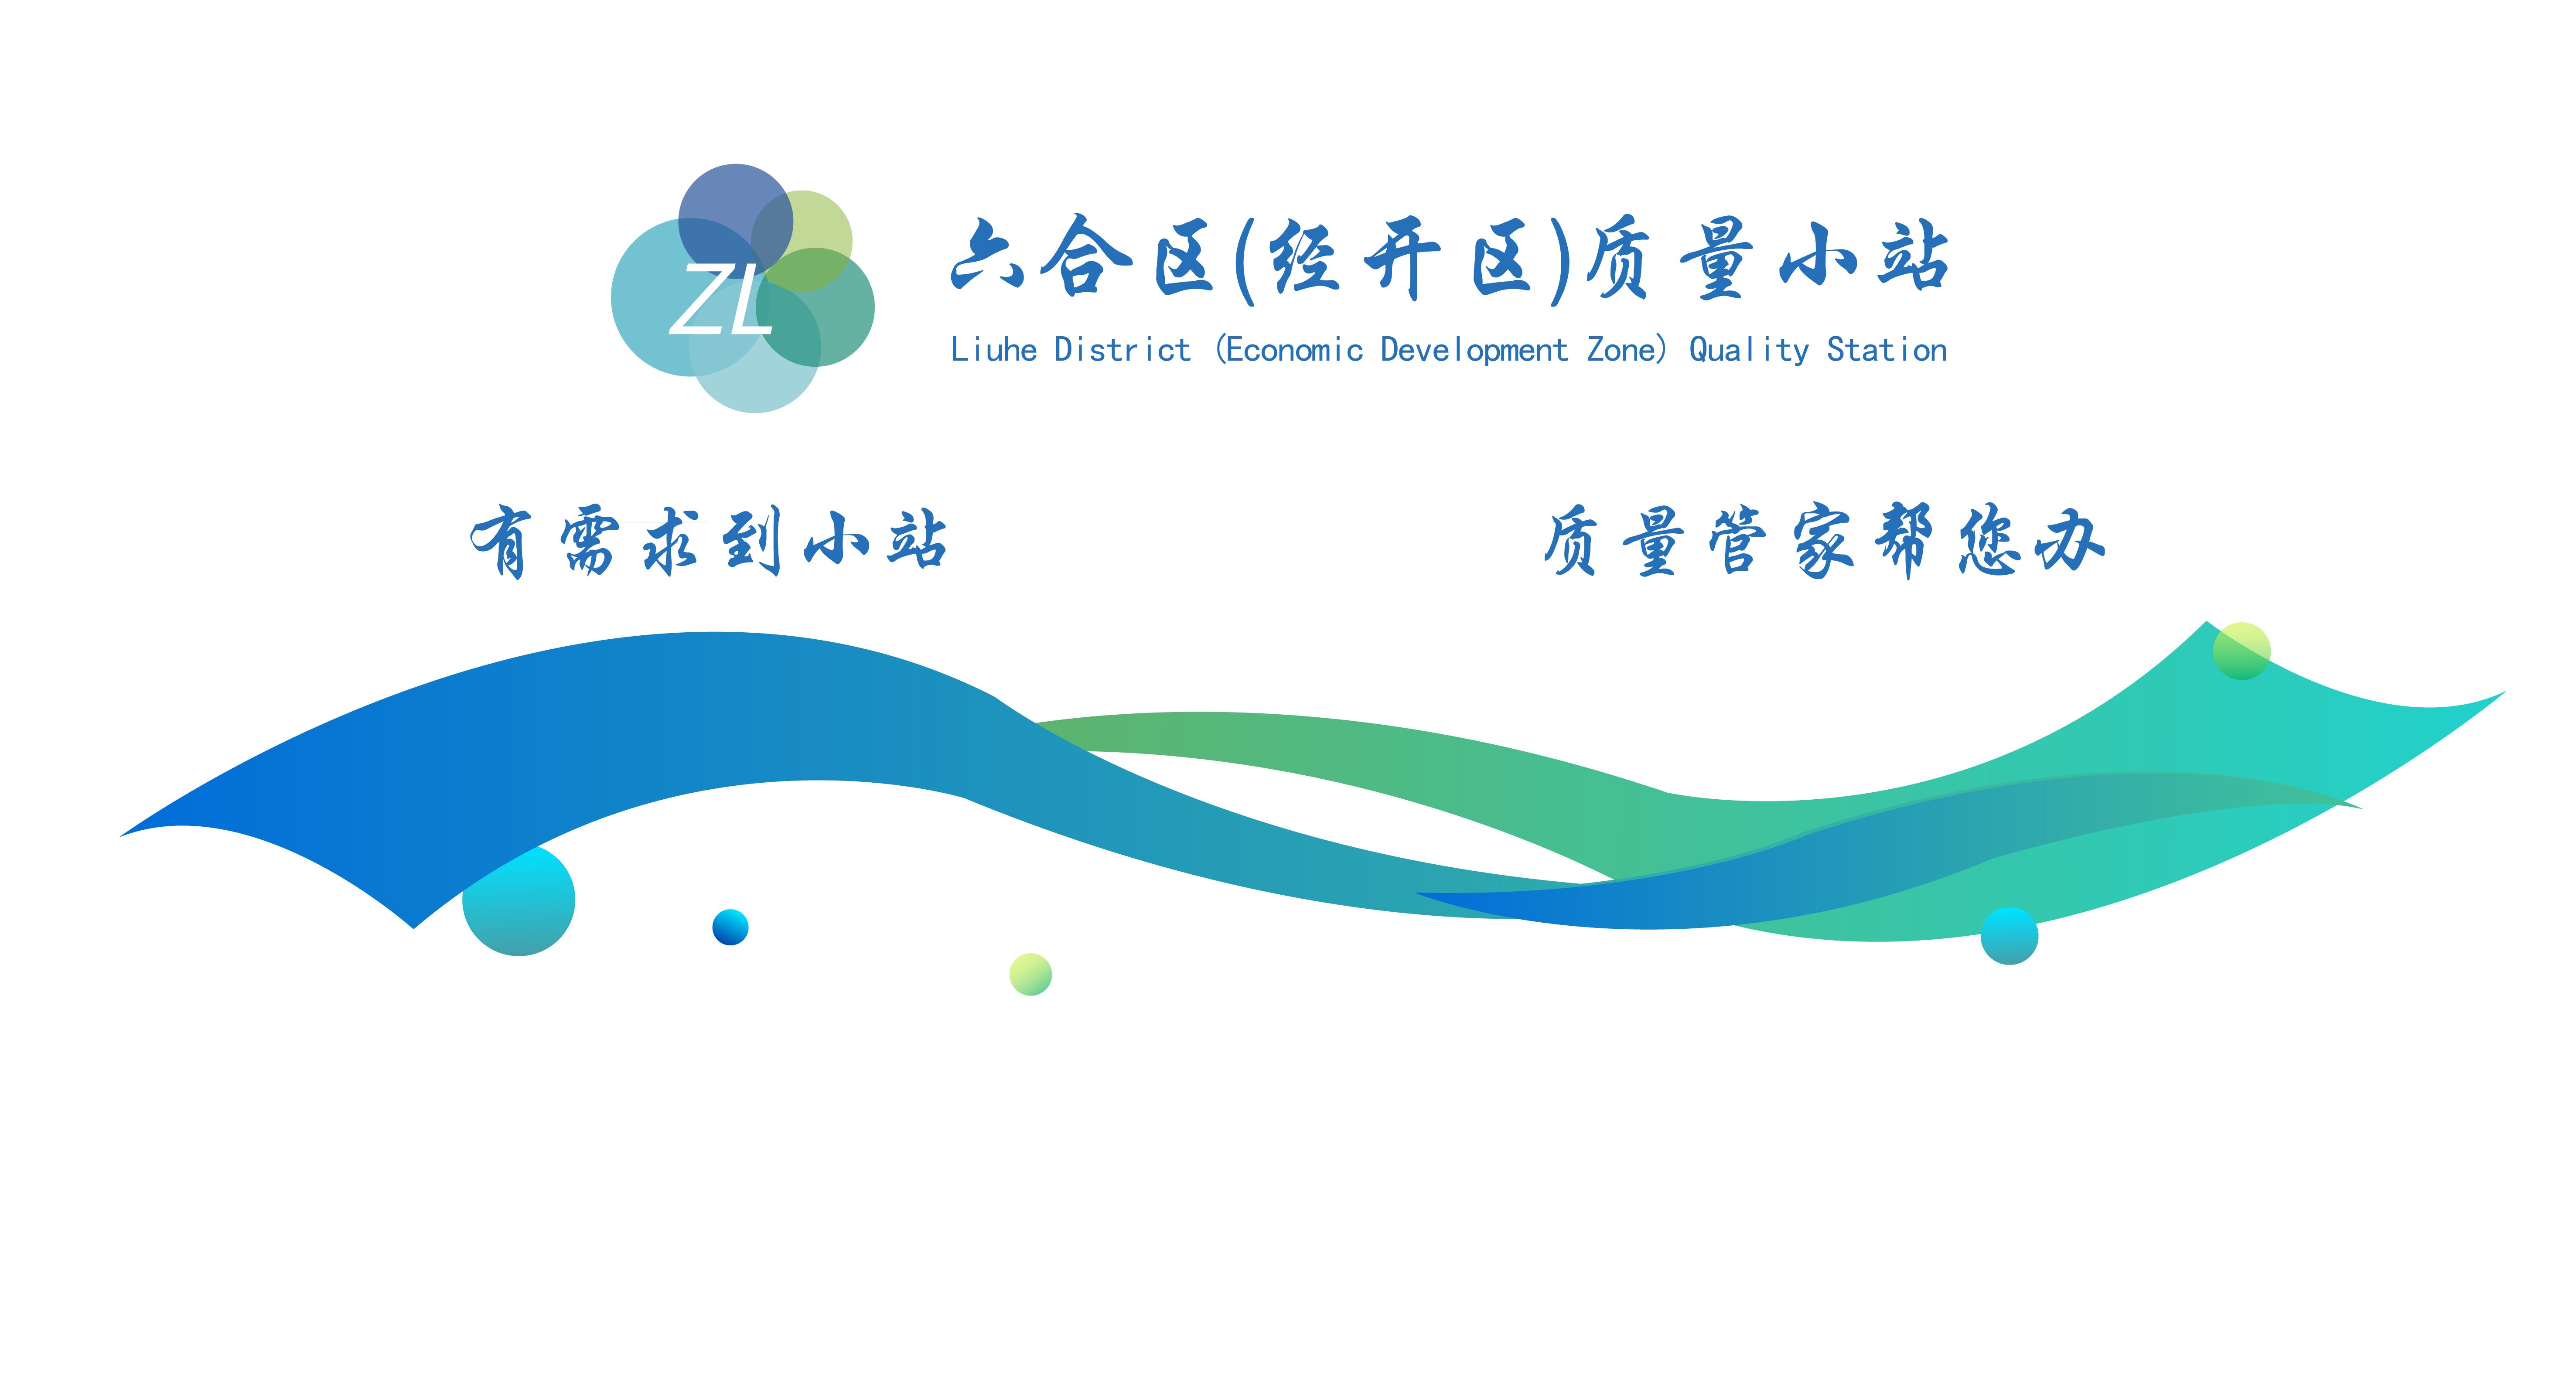 ZL
六合区(经开区)质量小站
Liuhe District (Economic Development Zone) Quality Station
有需求到小站
质量管家帮您办